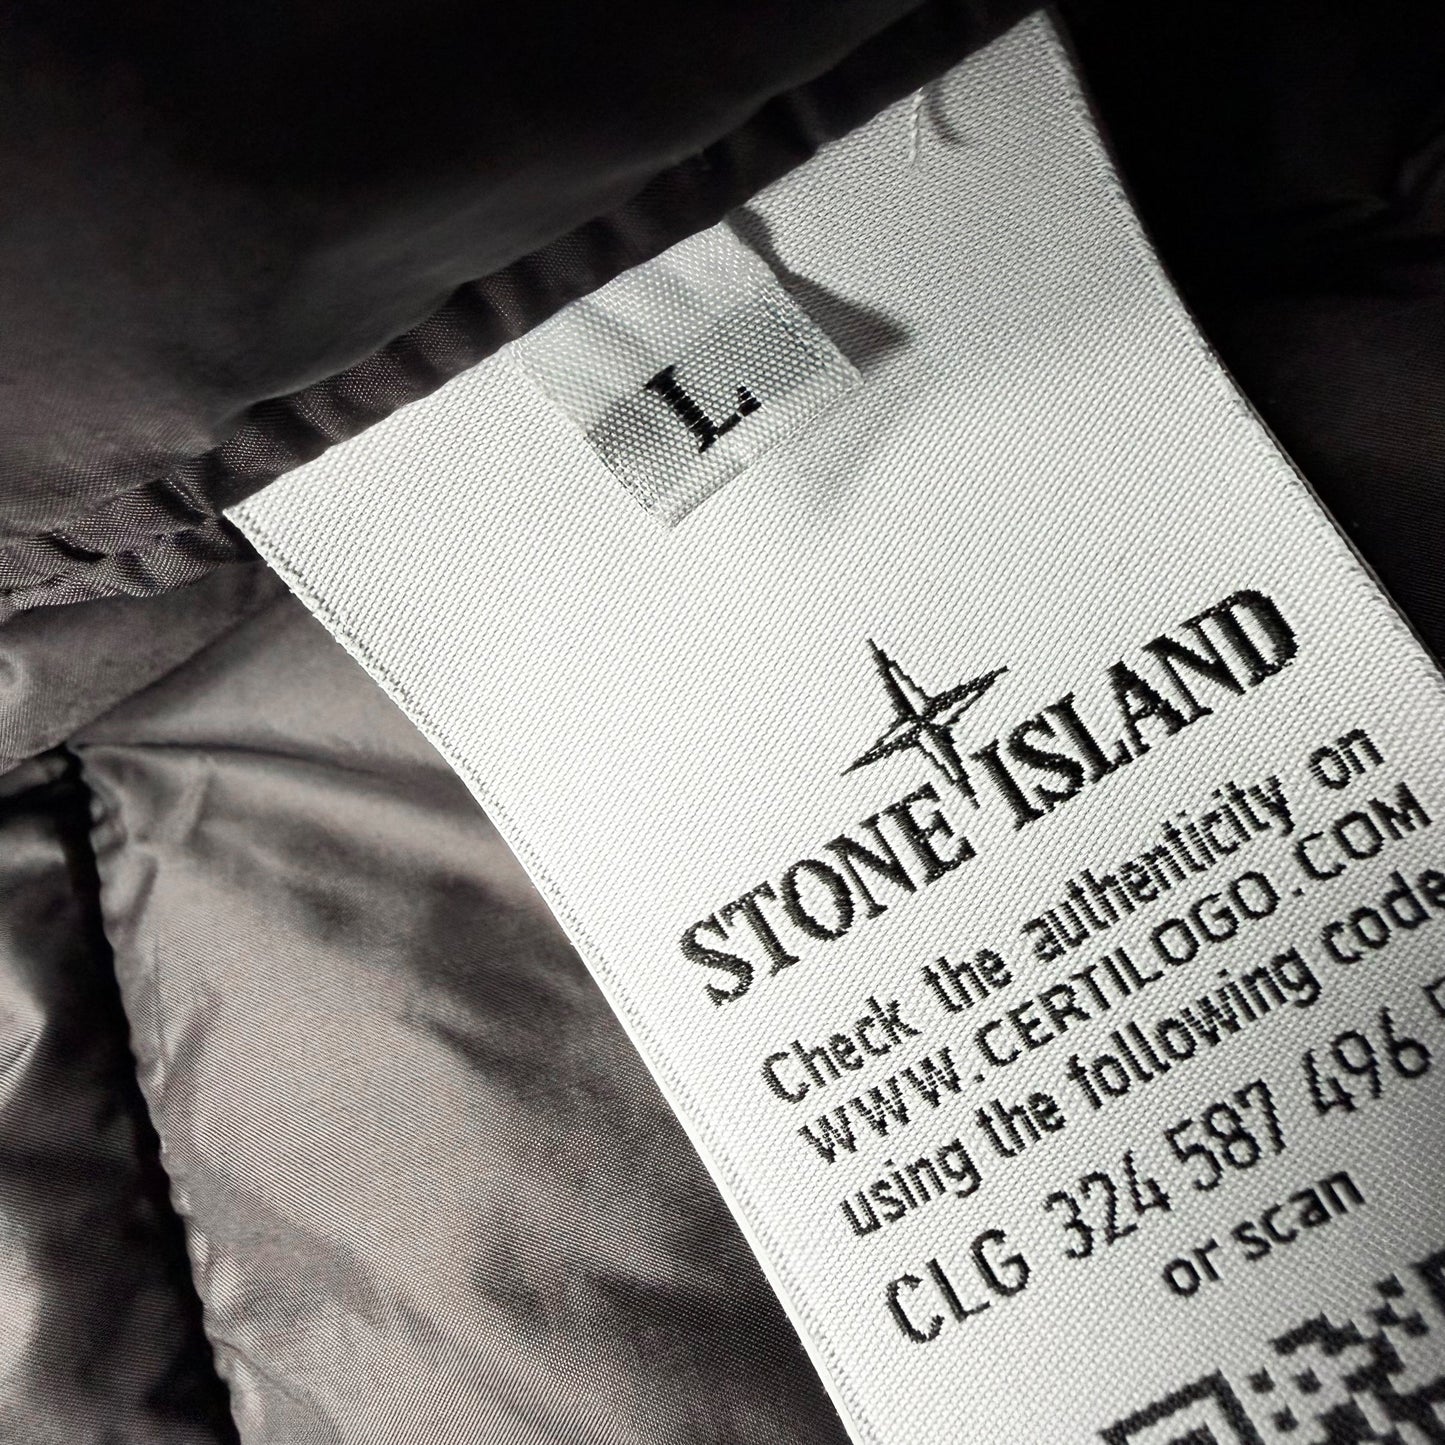 L
STONE ISLAND
Check the authenticity on
WWW.CERTILOGO.COM
using the following code
CLG 324 587 496
or scan